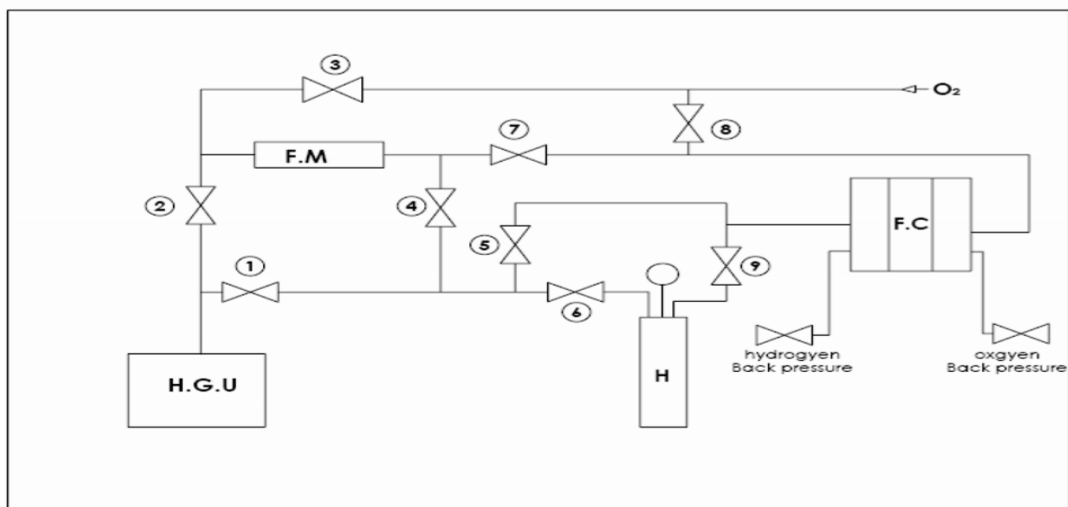 3
O₂
7
8
F.M
2
4
F.C
5
1
9
6
hydrogyen
Back pressure
oxgyen
Back pressure
H.G.U
H